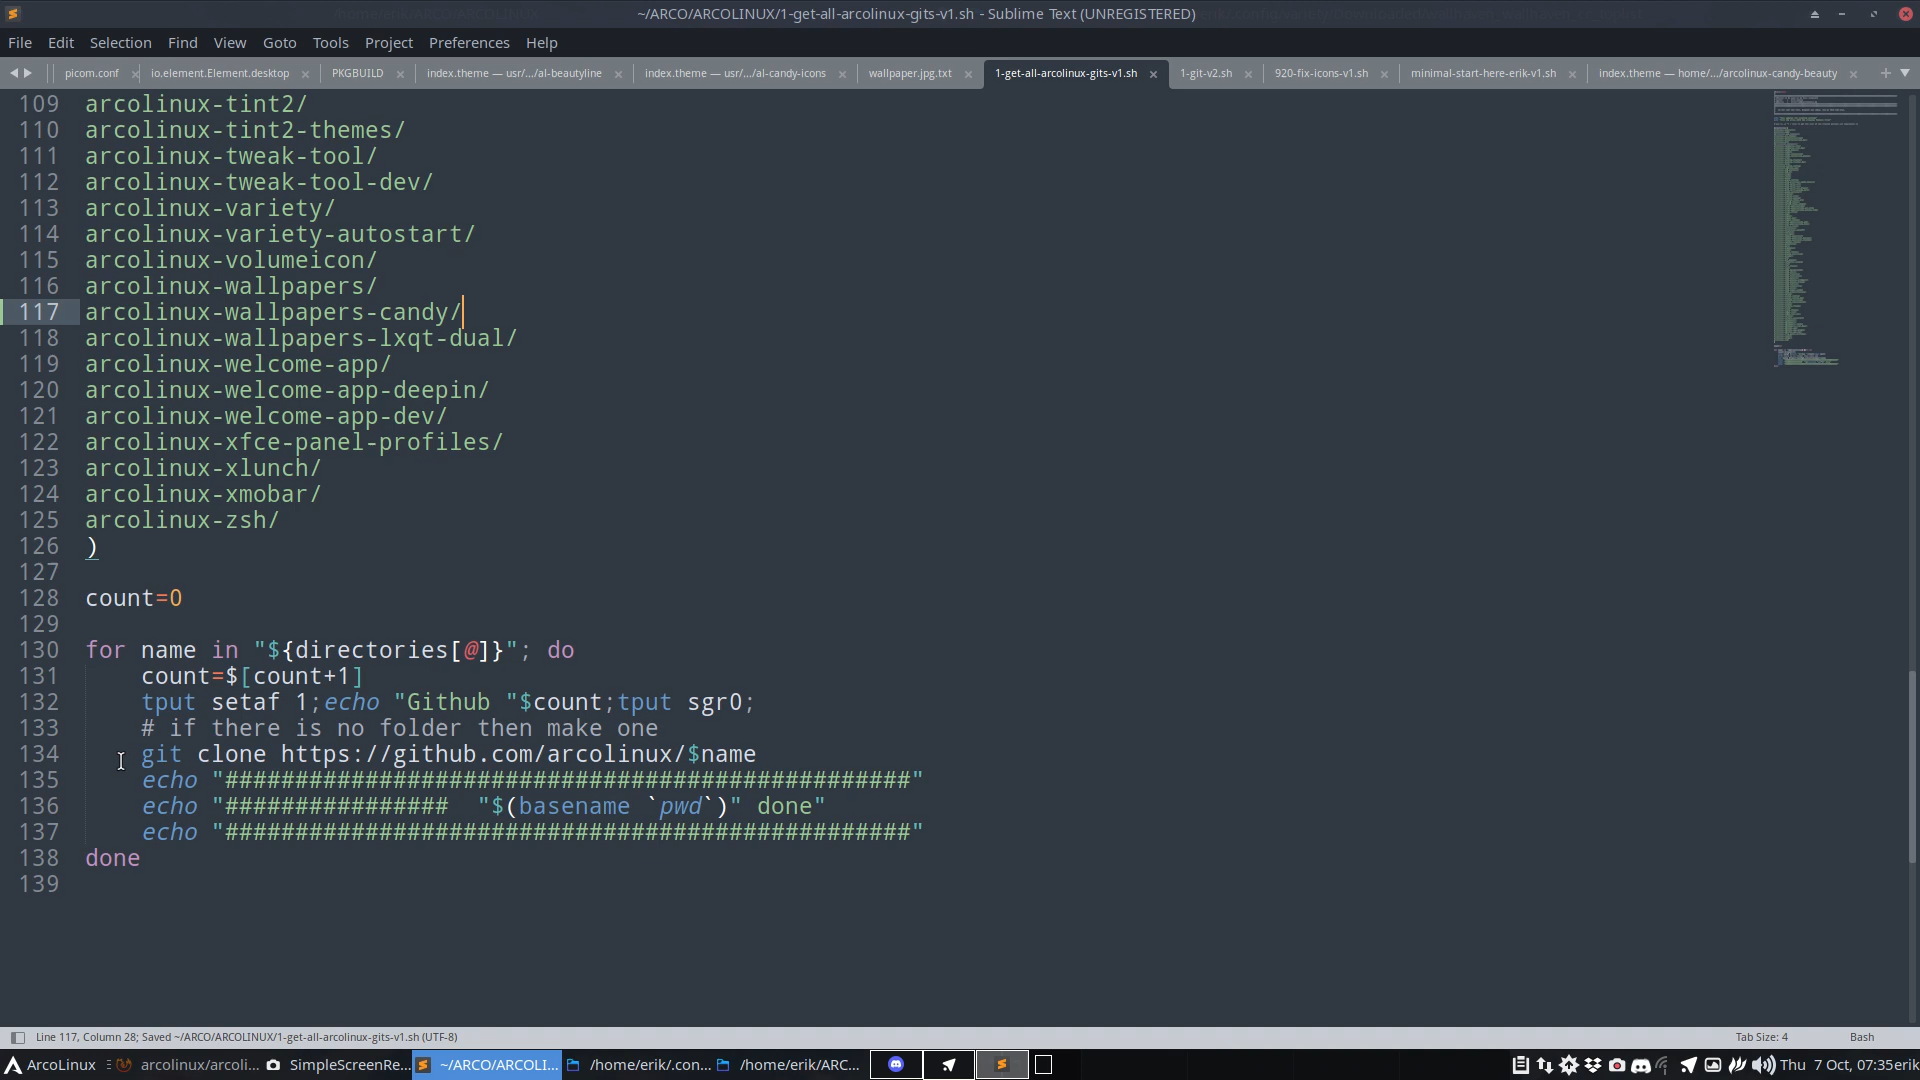 ~/ARCO/ARCOLINUX/1-get-all-arcolinux-gits-v1.sh - Sublime Text (UNREGISTERED)
File Edit Selection Find View Goto Tools Project Preferences Help
picom.conf io.element.Element.desktop PKGBUILD index.theme — usr/.../al-beautyline index.theme — usr/.../al-candy-icons wallpaper.jpg.txt 1-get-all-arcolinux-gits-v1.sh 1-git-v2.sh 920-fix-icons-v1.sh minimal-start-here-erik-v1.sh index.theme — home/.../arcolinux-candy-beauty
109 arcolinux-tint2/
110 arcolinux-tint2-themes/
111 arcolinux-tweak-tool/
112 arcolinux-tweak-tool-dev/
113 arcolinux-variety/
114 arcolinux-variety-autostart/
115 arcolinux-volumeicon/
116 arcolinux-wallpapers/
117 arcolinux-wallpapers-candy/
118 arcolinux-wallpapers-lxqt-dual/
119 arcolinux-welcome-app/
120 arcolinux-welcome-app-deepin/
121 arcolinux-welcome-app-dev/
122 arcolinux-xfce-panel-profiles/
123 arcolinux-xlunch/
124 arcolinux-xmobar/
125 arcolinux-zsh/
126 )
127
128 count=0
129
130 for name in "${directories[@]}"; do
131 count=$[count+1]
132 tput setaf 1;echo "Github "$count;tput sgr0;
133 # if there is no folder then make one
134 git clone https://github.com/arcolinux/$name
135 echo "#################################################"
136 echo "################  "$(basename `pwd`)" done"
137 echo "#################################################"
138 done
139
Line 117, Column 28; Saved ~/ARCO/ARCOLINUX/1-get-all-arcolinux-gits-v1.sh (UTF-8) Tab Size: 4 Bash
ArcoLinux arcolinux/arcoli... SimpleScreenRe... ~/ARCO/ARCOLI... /home/erik/.con... /home/erik/ARC... Thu 7 Oct, 07:35 erik